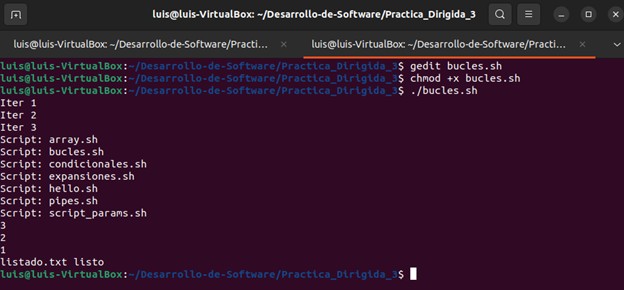 luis@luis-VirtualBox: ~/Desarrollo-de-Software/Practica_Dirigida_3
luis@luis-VirtualBox: ~/Desarrollo-de-Software/Practi...
luis@luis-VirtualBox: ~/Desarrollo-de-Software/Practi...
luis@luis-VirtualBox:~/Desarrollo-de-Software/Practica_Dirigida_3$ gedit bucles.sh
luis@luis-VirtualBox:~/Desarrollo-de-Software/Practica_Dirigida_3$ chmod +x bucles.sh
luis@luis-VirtualBox:~/Desarrollo-de-Software/Practica_Dirigida_3$ ./bucles.sh
Iter 1
Iter 2
Iter 3
Script: array.sh
Script: bucles.sh
Script: condicionales.sh
Script: expansiones.sh
Script: hello.sh
Script: pipes.sh
Script: script_params.sh
3
2
1
listado.txt listo
luis@luis-VirtualBox:~/Desarrollo-de-Software/Practica_Dirigida_3$